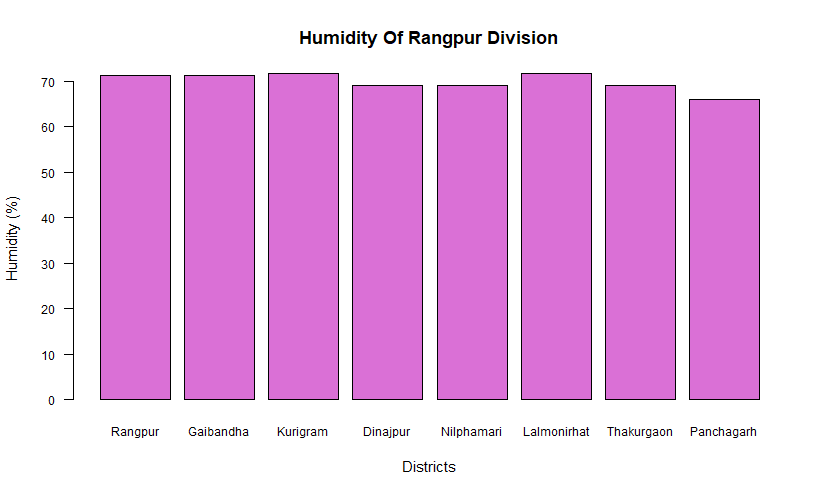 Humidity Of Rangpur Division
Humidity (%)
70
60
50
40
30
20
10
0
Rangpur Gaibandha Kurigram Dinajpur Nilphamari Lalmonirhat Thakurgaon Panchagarh
Districts